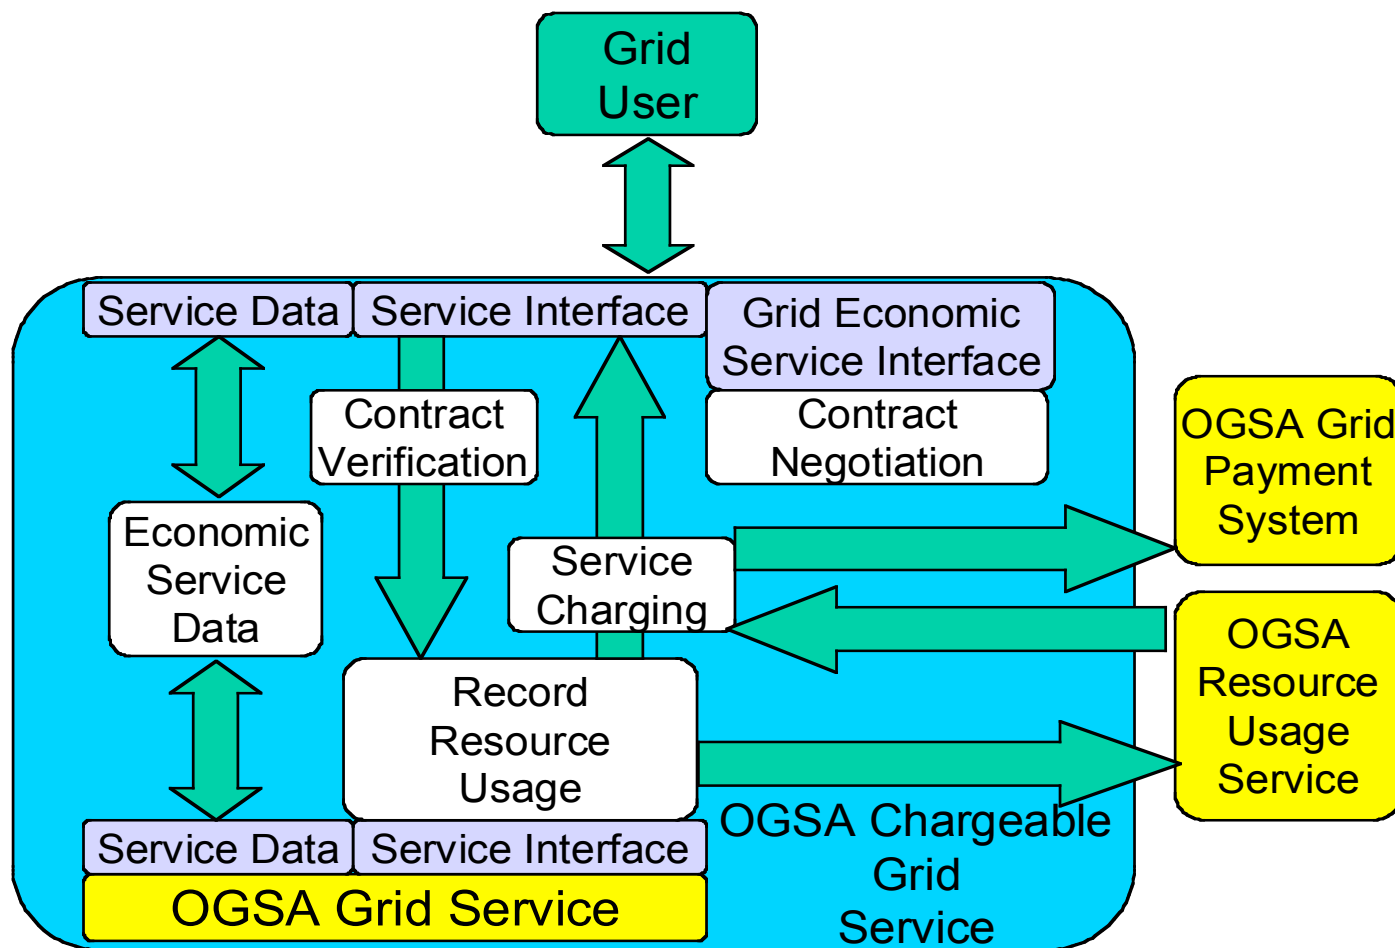 Grid
User
Service Data
Service Interface
Grid Economic
Service Interface
Contract
Verification
Contract
Negotiation
OGSA Grid
Payment
System
Economic
Service
Data
Service
Charging
OGSA
Resource
Usage
Service
Record
Resource
Usage
OGSA Chargeable
Grid
Service
Service Data
Service Interface
OGSA Grid Service